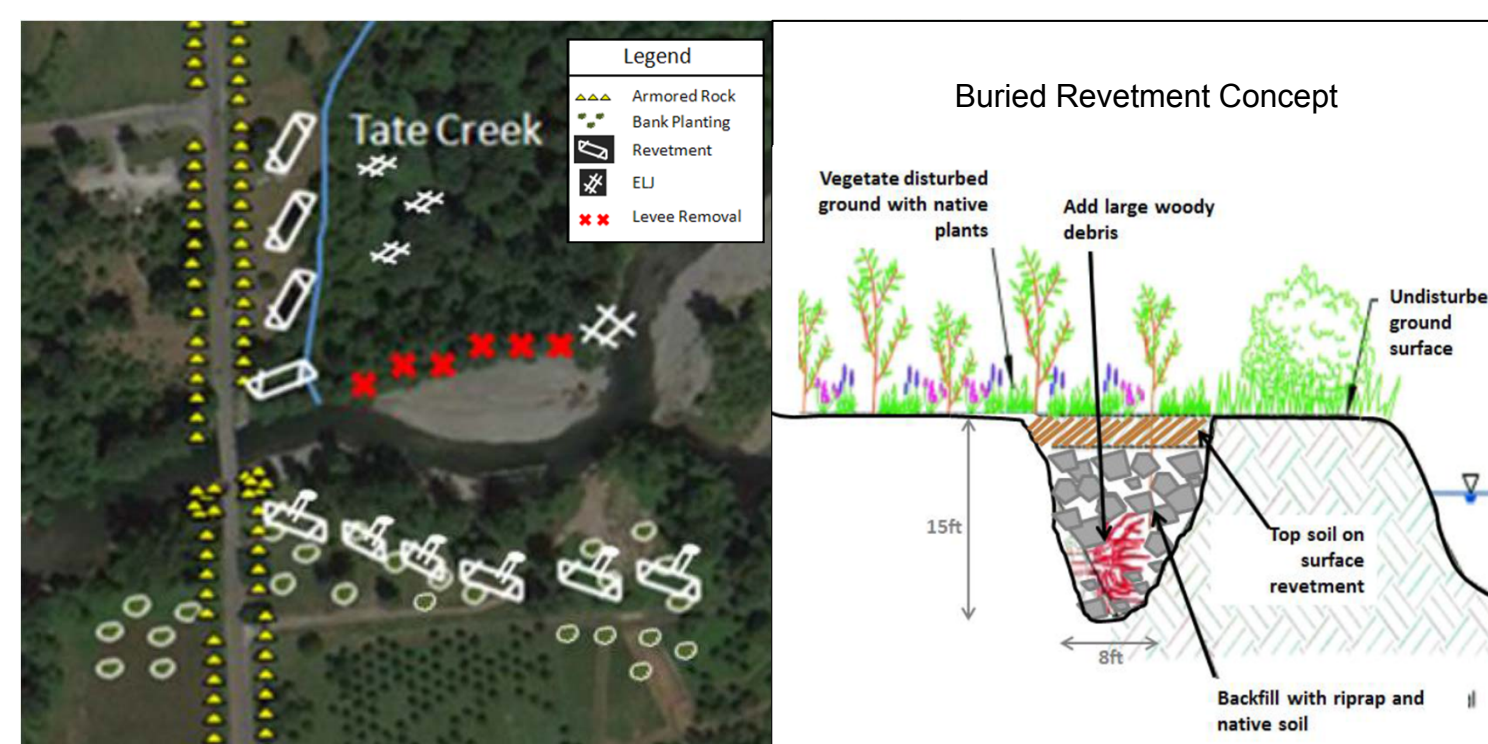 Legend
Armored Rock
Bank Planting
Revetment
ELJ
Levee Removal
Tate Creek
Buried Revetment Concept
Vegetate disturbed
ground with native
plants
Add large woody
debris
Undisturbe
ground
surface
15ft
Top soil on
surface
revetment
8ft
Backfill with riprap and
native soil